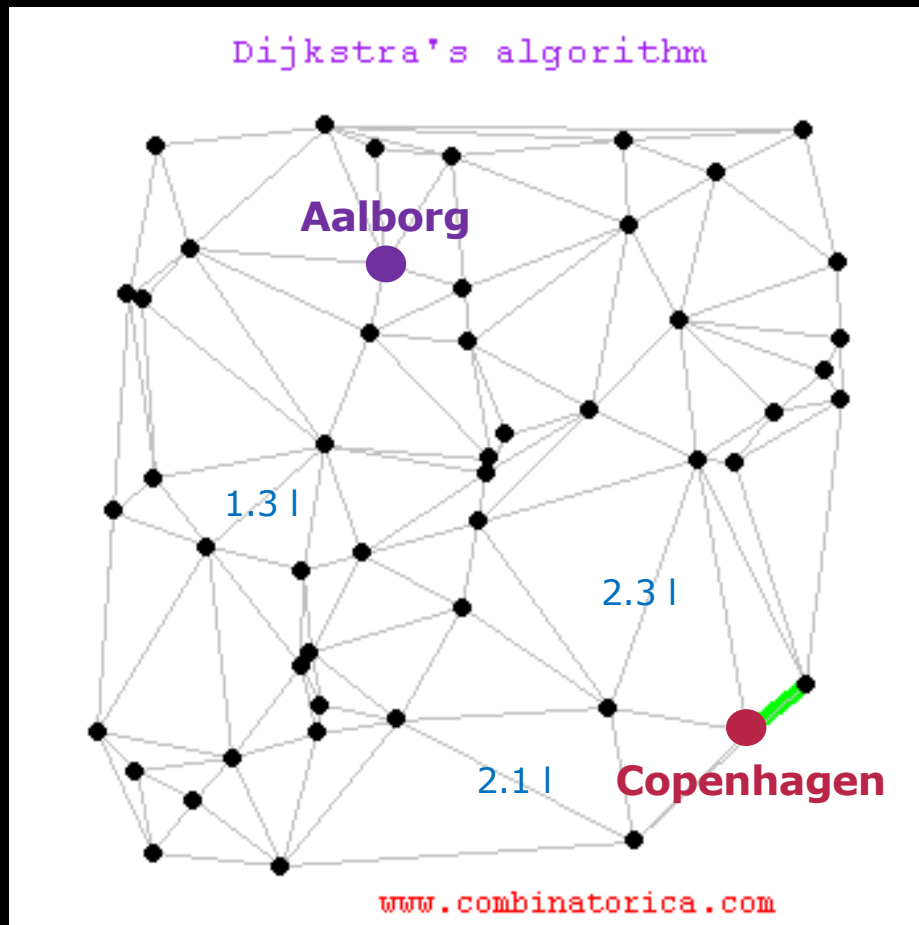 Dijkstra's algorithm
Aalborg
1.3 l
2.3 l
2.1 l
Copenhagen
www.combinatorica.com